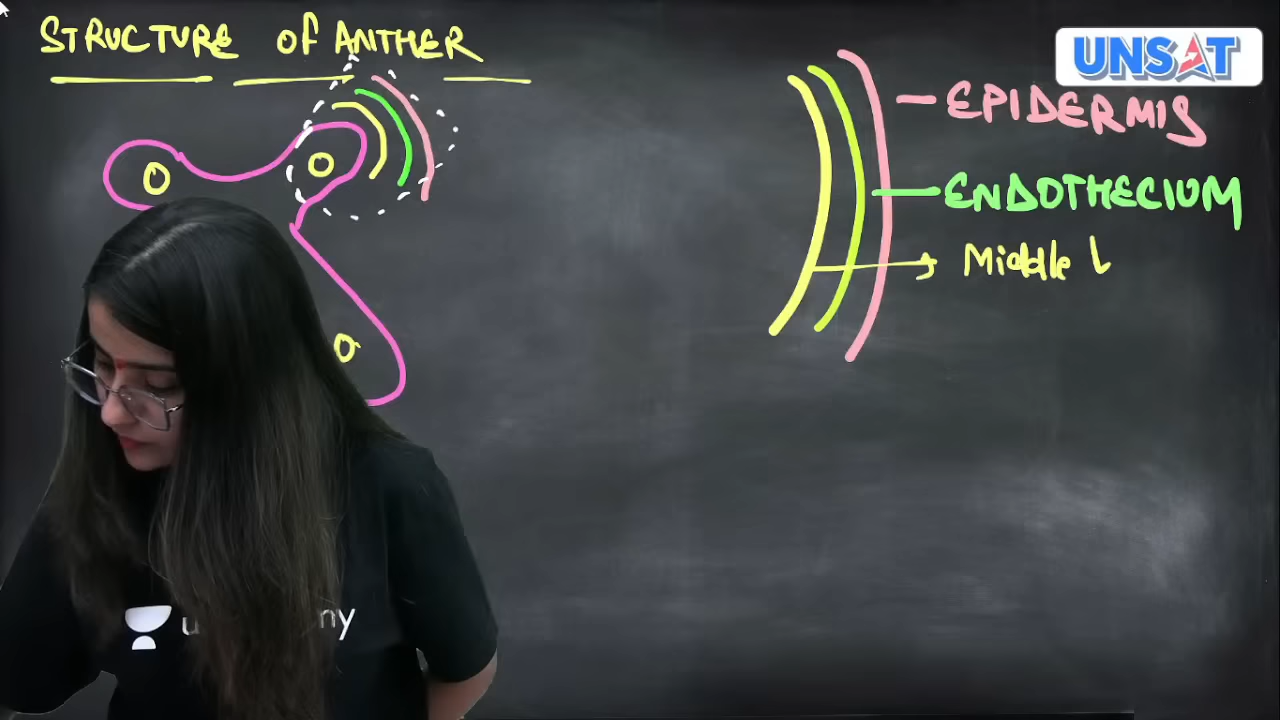 STRUCTURE of ANTHER
UNSAT
EPIDERMIS
ENDOTHECIUM
Middle L